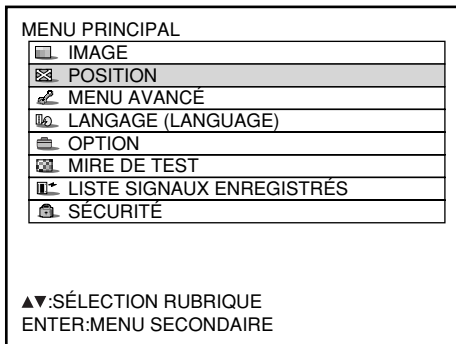 MENU PRINCIPAL
IMAGE
POSITION
MENU AVANCÉ
LANGAGE (LANGUAGE)
OPTION
MIRE DE TEST
LISTE SIGNAUX ENREGISTRÉS
SÉCURITÉ
▲▼:SÉLECTION RUBRIQUE
ENTER:MENU SECONDAIRE